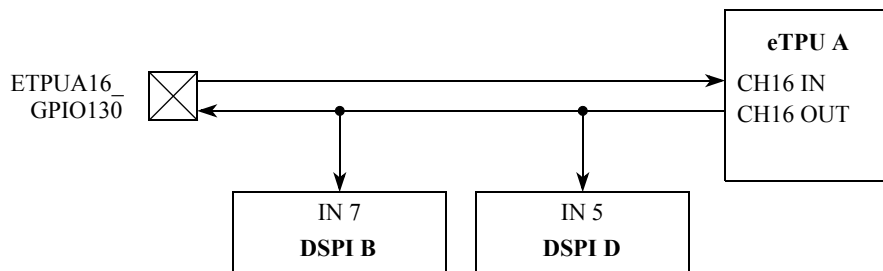 eTPU A
ETPUA16_
GPIO130
CH16 IN
CH16 OUT
IN 7
DSPI B
IN 5
DSPI D